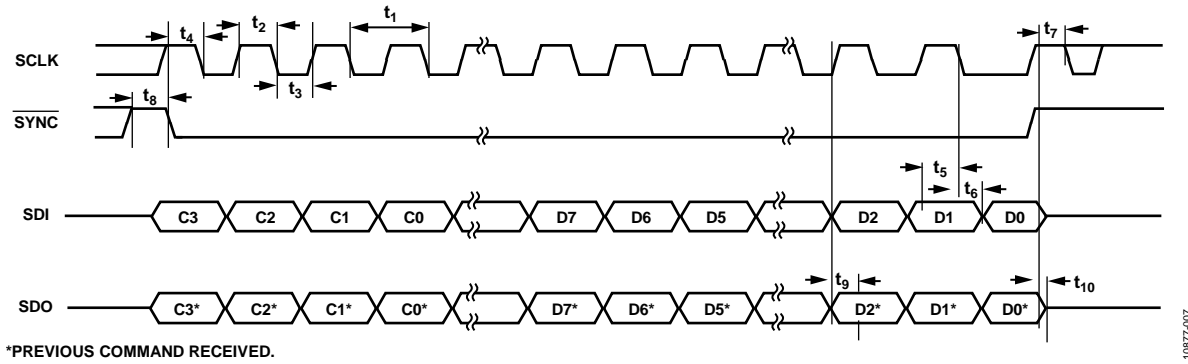 t4 t2 t1 t7
SCLK
t3
t8
SYNC
t5
t6
SDI C3 C2 C1 C0 D7 D6 D5 D2 D1 D0
t9
t10
SDO C3* C2* C1* C0* D7* D6* D5* D2* D1* D0*
*PREVIOUS COMMAND RECEIVED.
10877-007